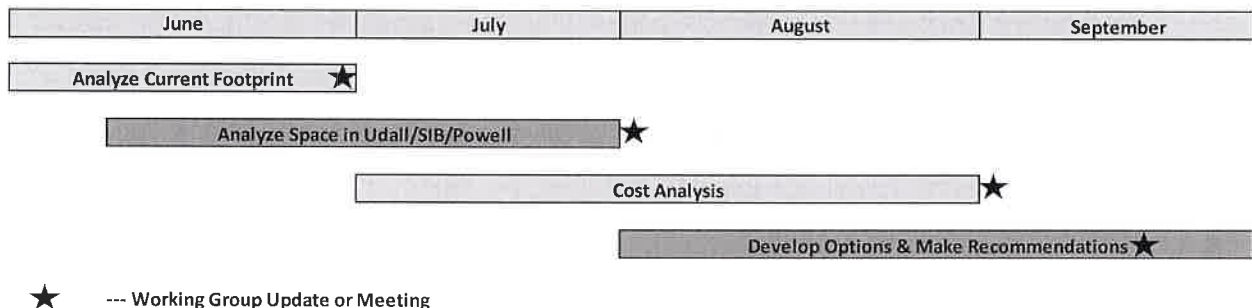 June July August September
Analyze Current Footprint
Analyze Space in Udall/SIB/Powell
Cost Analysis
Develop Options & Make Recommendations
--- Working Group Update or Meeting